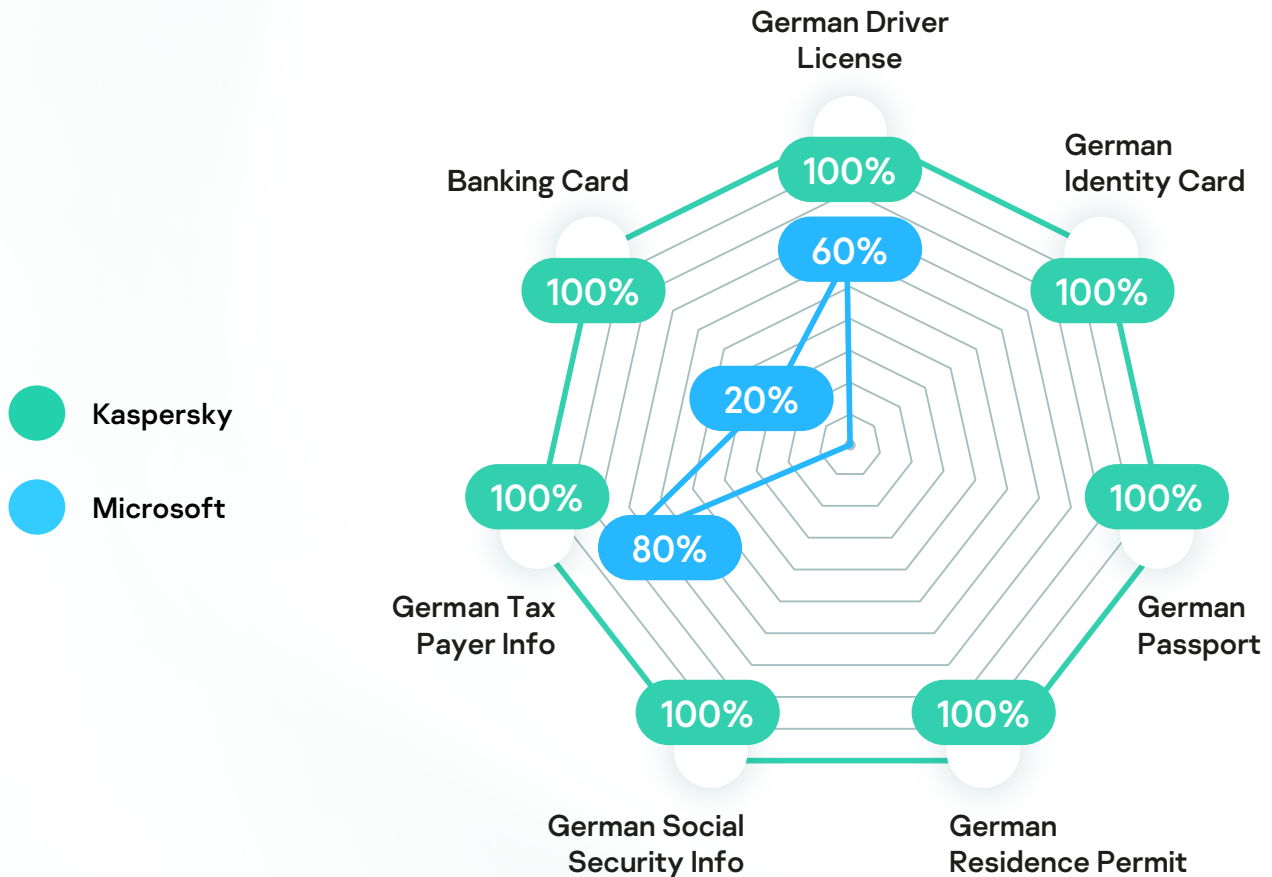 German Driver
License
German
Identity Card
Banking Card
100%
60%
100%
100%
20%
Kaspersky
100%
100%
Microsoft
80%
German Tax
Payer Info
German
Passport
100%
100%
German Social
Security Info
German
Residence Permit